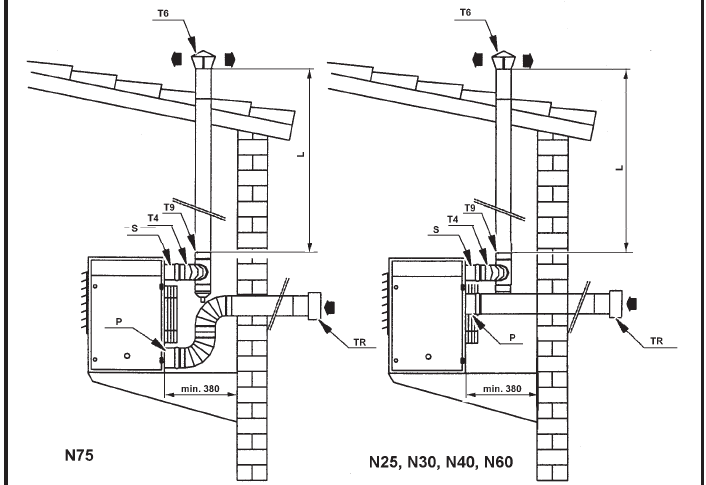 T6
L
T9
T4
S
P
TR
min. 380
N75
T6
L
T9
T4
S
P
TR
min. 380
N25, N30, N40, N60